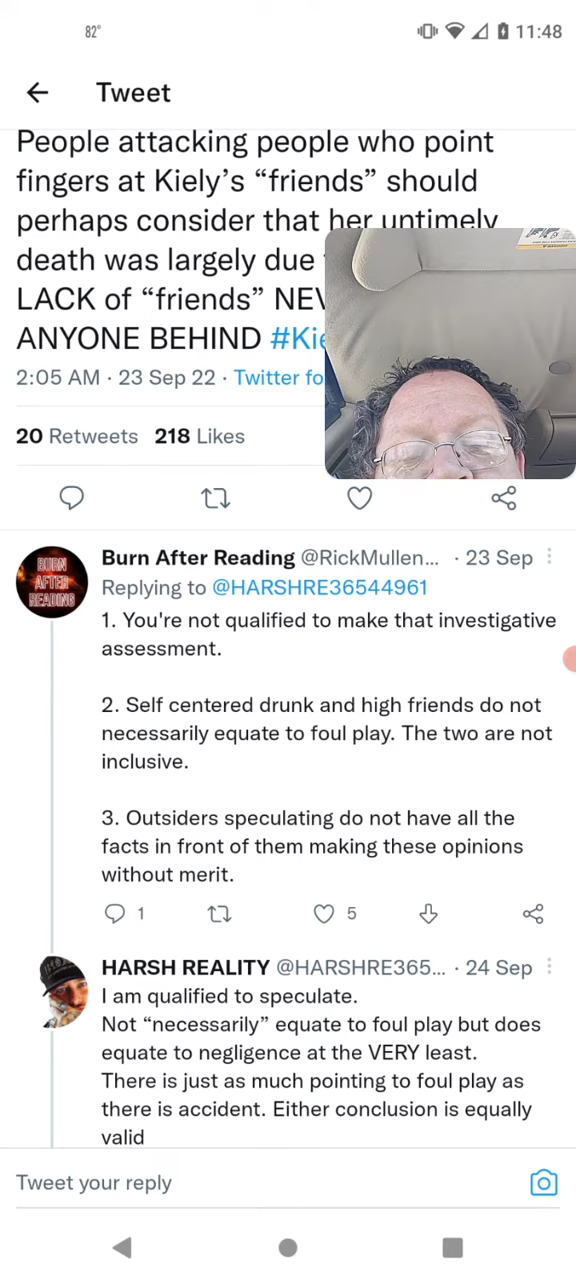 82° 11:48
Tweet
People attacking people who point
fingers at Kiely’s “friends” should
perhaps consider that her untimely
death was largely due
LACK of “friends” NEV
ANYONE BEHIND #Kie
2:05 AM · 23 Sep 22 · Twitter fo
20 Retweets 218 Likes
BURN
AFTER
READING
Burn After Reading @RickMullen... · 23 Sep
Replying to @HARSHRE36544961
1. You're not qualified to make that investigative
assessment.
2. Self centered drunk and high friends do not
necessarily equate to foul play. The two are not
inclusive.
3. Outsiders speculating do not have all the
facts in front of them making these opinions
without merit.
1 5
HARSH REALITY @HARSHRE365... · 24 Sep
I am qualified to speculate.
Not “necessarily” equate to foul play but does
equate to negligence at the VERY least.
There is just as much pointing to foul play as
there is accident. Either conclusion is equally
valid
Tweet your reply